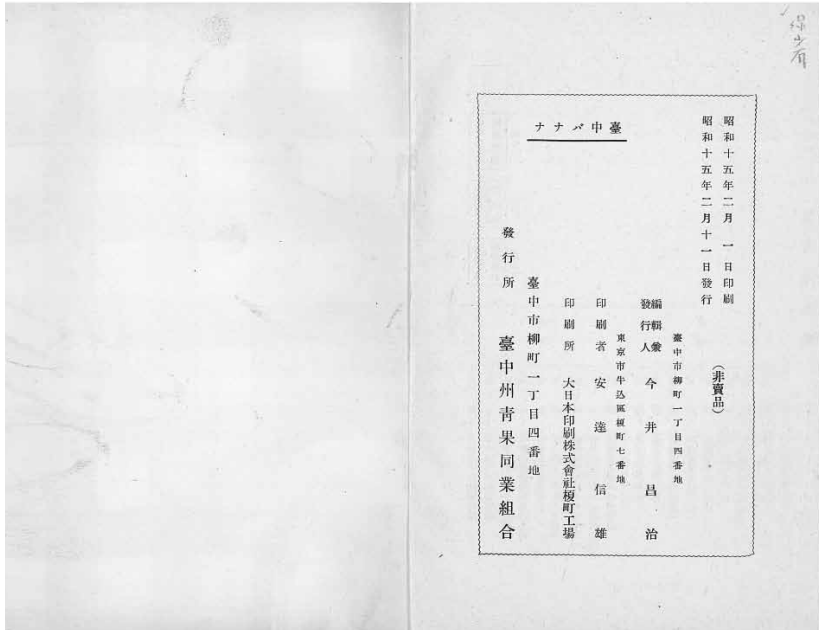 昭和十五年二月一日印刷
昭和十五年二月十一日發行
(非賣品)
臺中バナナ
臺中市柳町一丁目四番地
編輯兼發行人 今井昌治
東京市牛込區榎町七番地
印刷者 安達信雄
印刷所 大日本印刷株式會社榎町工場
臺中市柳町一丁目四番地
發行所 臺中州靑果同業組合